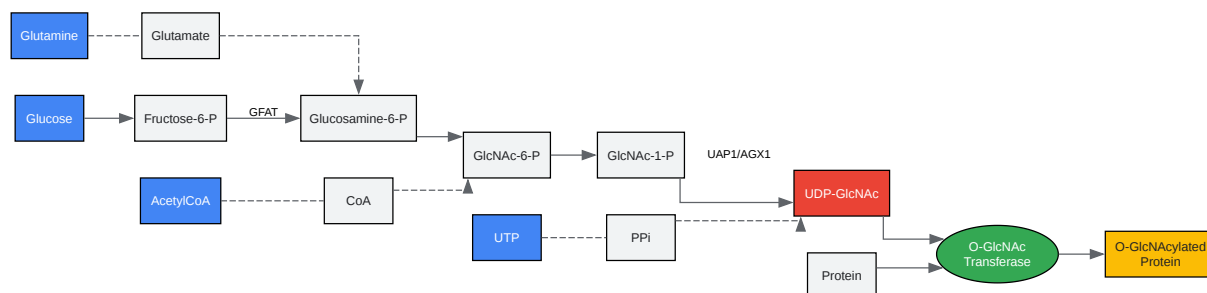 Glutamine
Glutamate
Glucose
Fructose-6-P
GFAT
Glucosamine-6-P
GlcNAc-6-P
GlcNAc-1-P
UAP1/AGX1
AcetylCoA
CoA
UDP-GlcNAc
UTP
PPi
Protein
O-GlcNAc
Transferase
O-GlcNAcylated
Protein